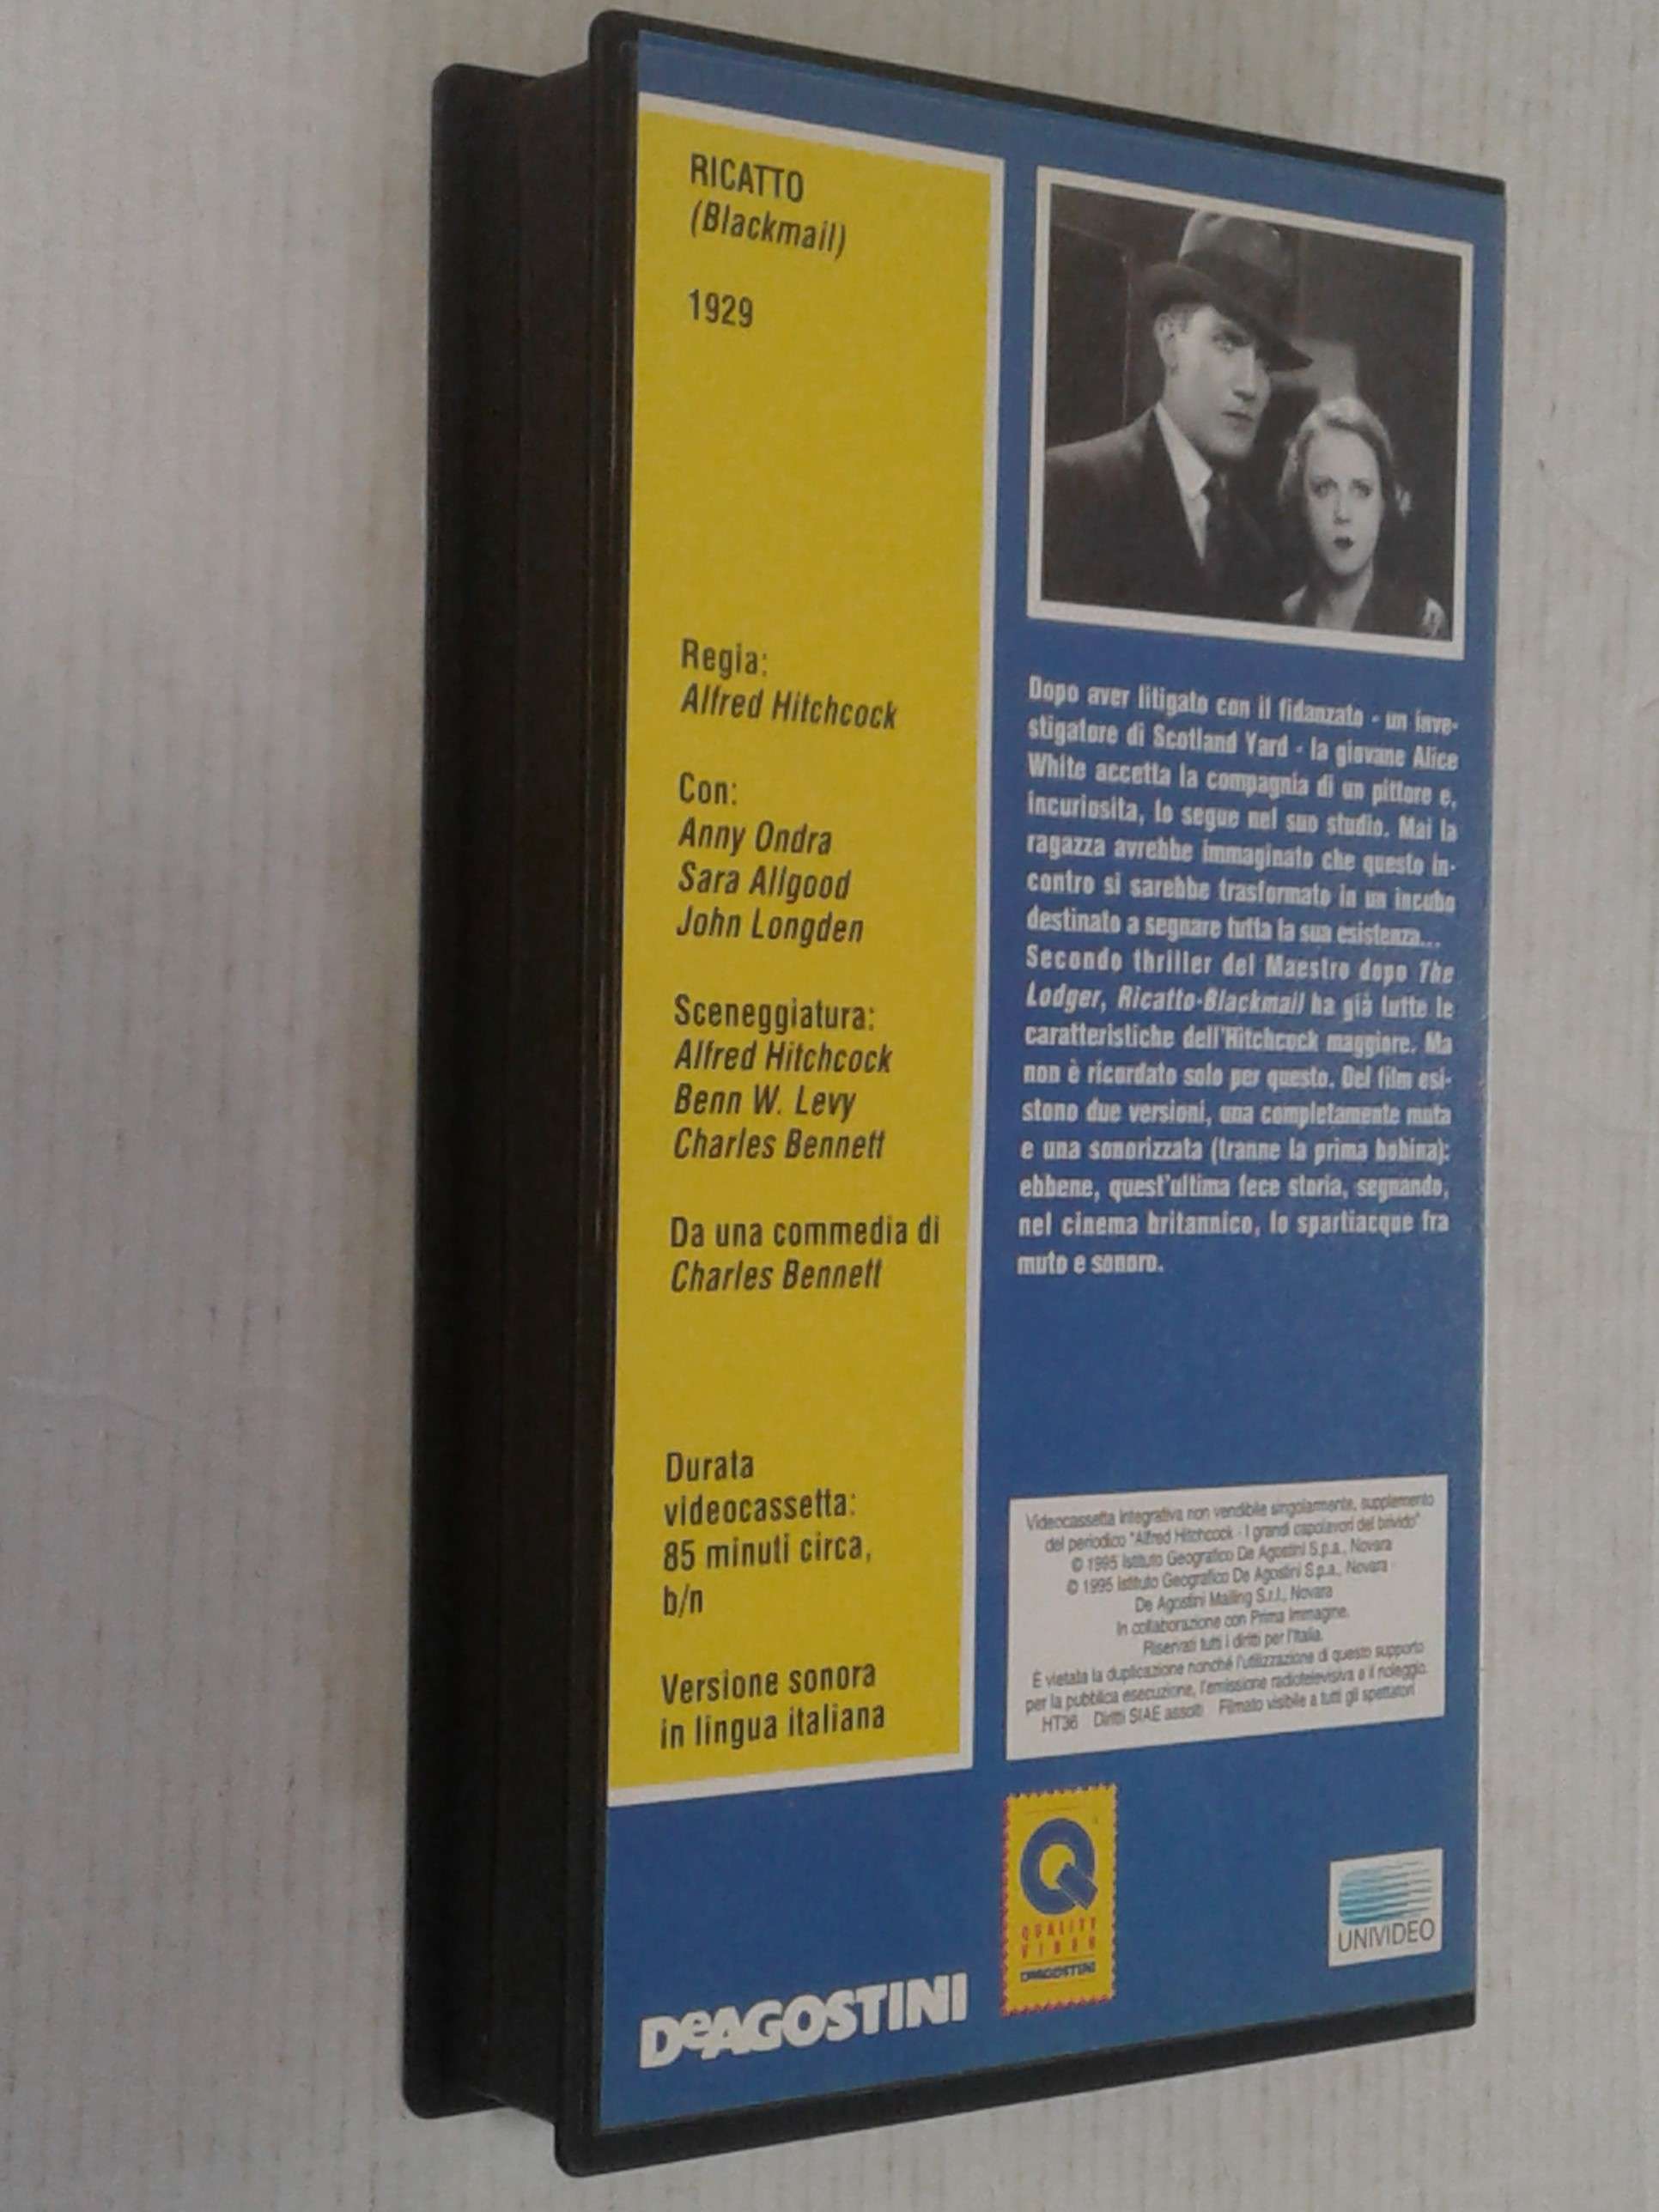 RICATTO
(Blackmail)
1929
Regia:
Alfred Hitchcock
Con:
Anny Ondra
Sara Allgood
John Longden
Sceneggiatura:
Alfred Hitchcock
Benn W. Levy
Charles Bennett
Da una commedia di
Charles Bennett
Durata
videocassetta:
85 minuti circa,
b/n
Versione sonora
in lingua italiana
DeAGOSTINI
Dopo aver litigato con il fidanzato - un inve-
stigatore di Scotland Yard - la giovane Alice
White accetta la compagnia di un pittore e,
incuriosita, lo segue nel suo studio. Mai la
ragazza avrebbe immaginato che questo in-
contro si sarebbe trasformato in un incubo
destinato a segnare tutta la sua esistenza...
Secondo thriller del Maestro dopo The
Lodger, Ricatto-Blackmail ha già tutte le
caratteristiche dell'Hitchcock maggiore. Ma
non è ricordato solo per questo. Del film esi-
stono due versioni, una completamente muta
e una sonorizzata (tranne la prima bobina):
ebbene, quest'ultima fece storia, segnando,
nel cinema britannico, lo spartiacque fra
muto e sonoro.
Videocassetta integrativa non vendibile singolarmente, supplemento
del periodico "Alfred Hitchcock - I grandi capolavori del brivido"
© 1995 Istituto Geografico De Agostini S.p.a., Novara
© 1995 Istituto Geografico De Agostini S.p.a., Novara -
De Agostini Mailing S.r.l., Novara
In collaborazione con Prima Immagine.
Riservati tutti i diritti per l'Italia.
È vietata la duplicazione nonché l'utilizzazione di questo supporto
per la pubblica esecuzione, l'emissione radiotelevisiva e il noleggio.
HT36 Diritti SIAE assolti Filmato visibile a tutti gli spettatori
Q
QUALITY
VIDEO
DeAGOSTINI
UNIVIDEO